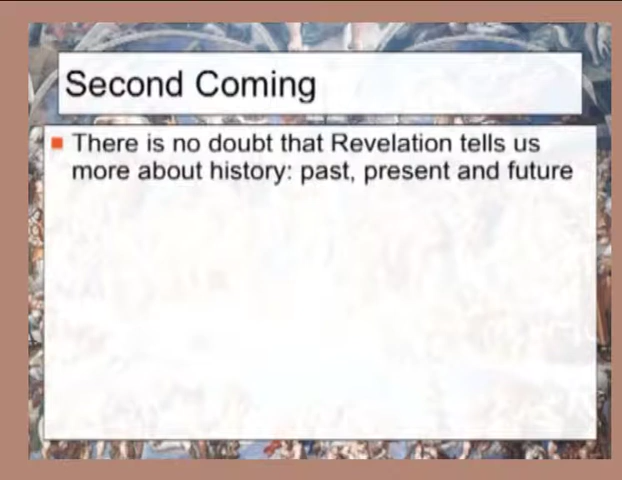 Second Coming
There is no doubt that Revelation tells us
more about history: past, present and future